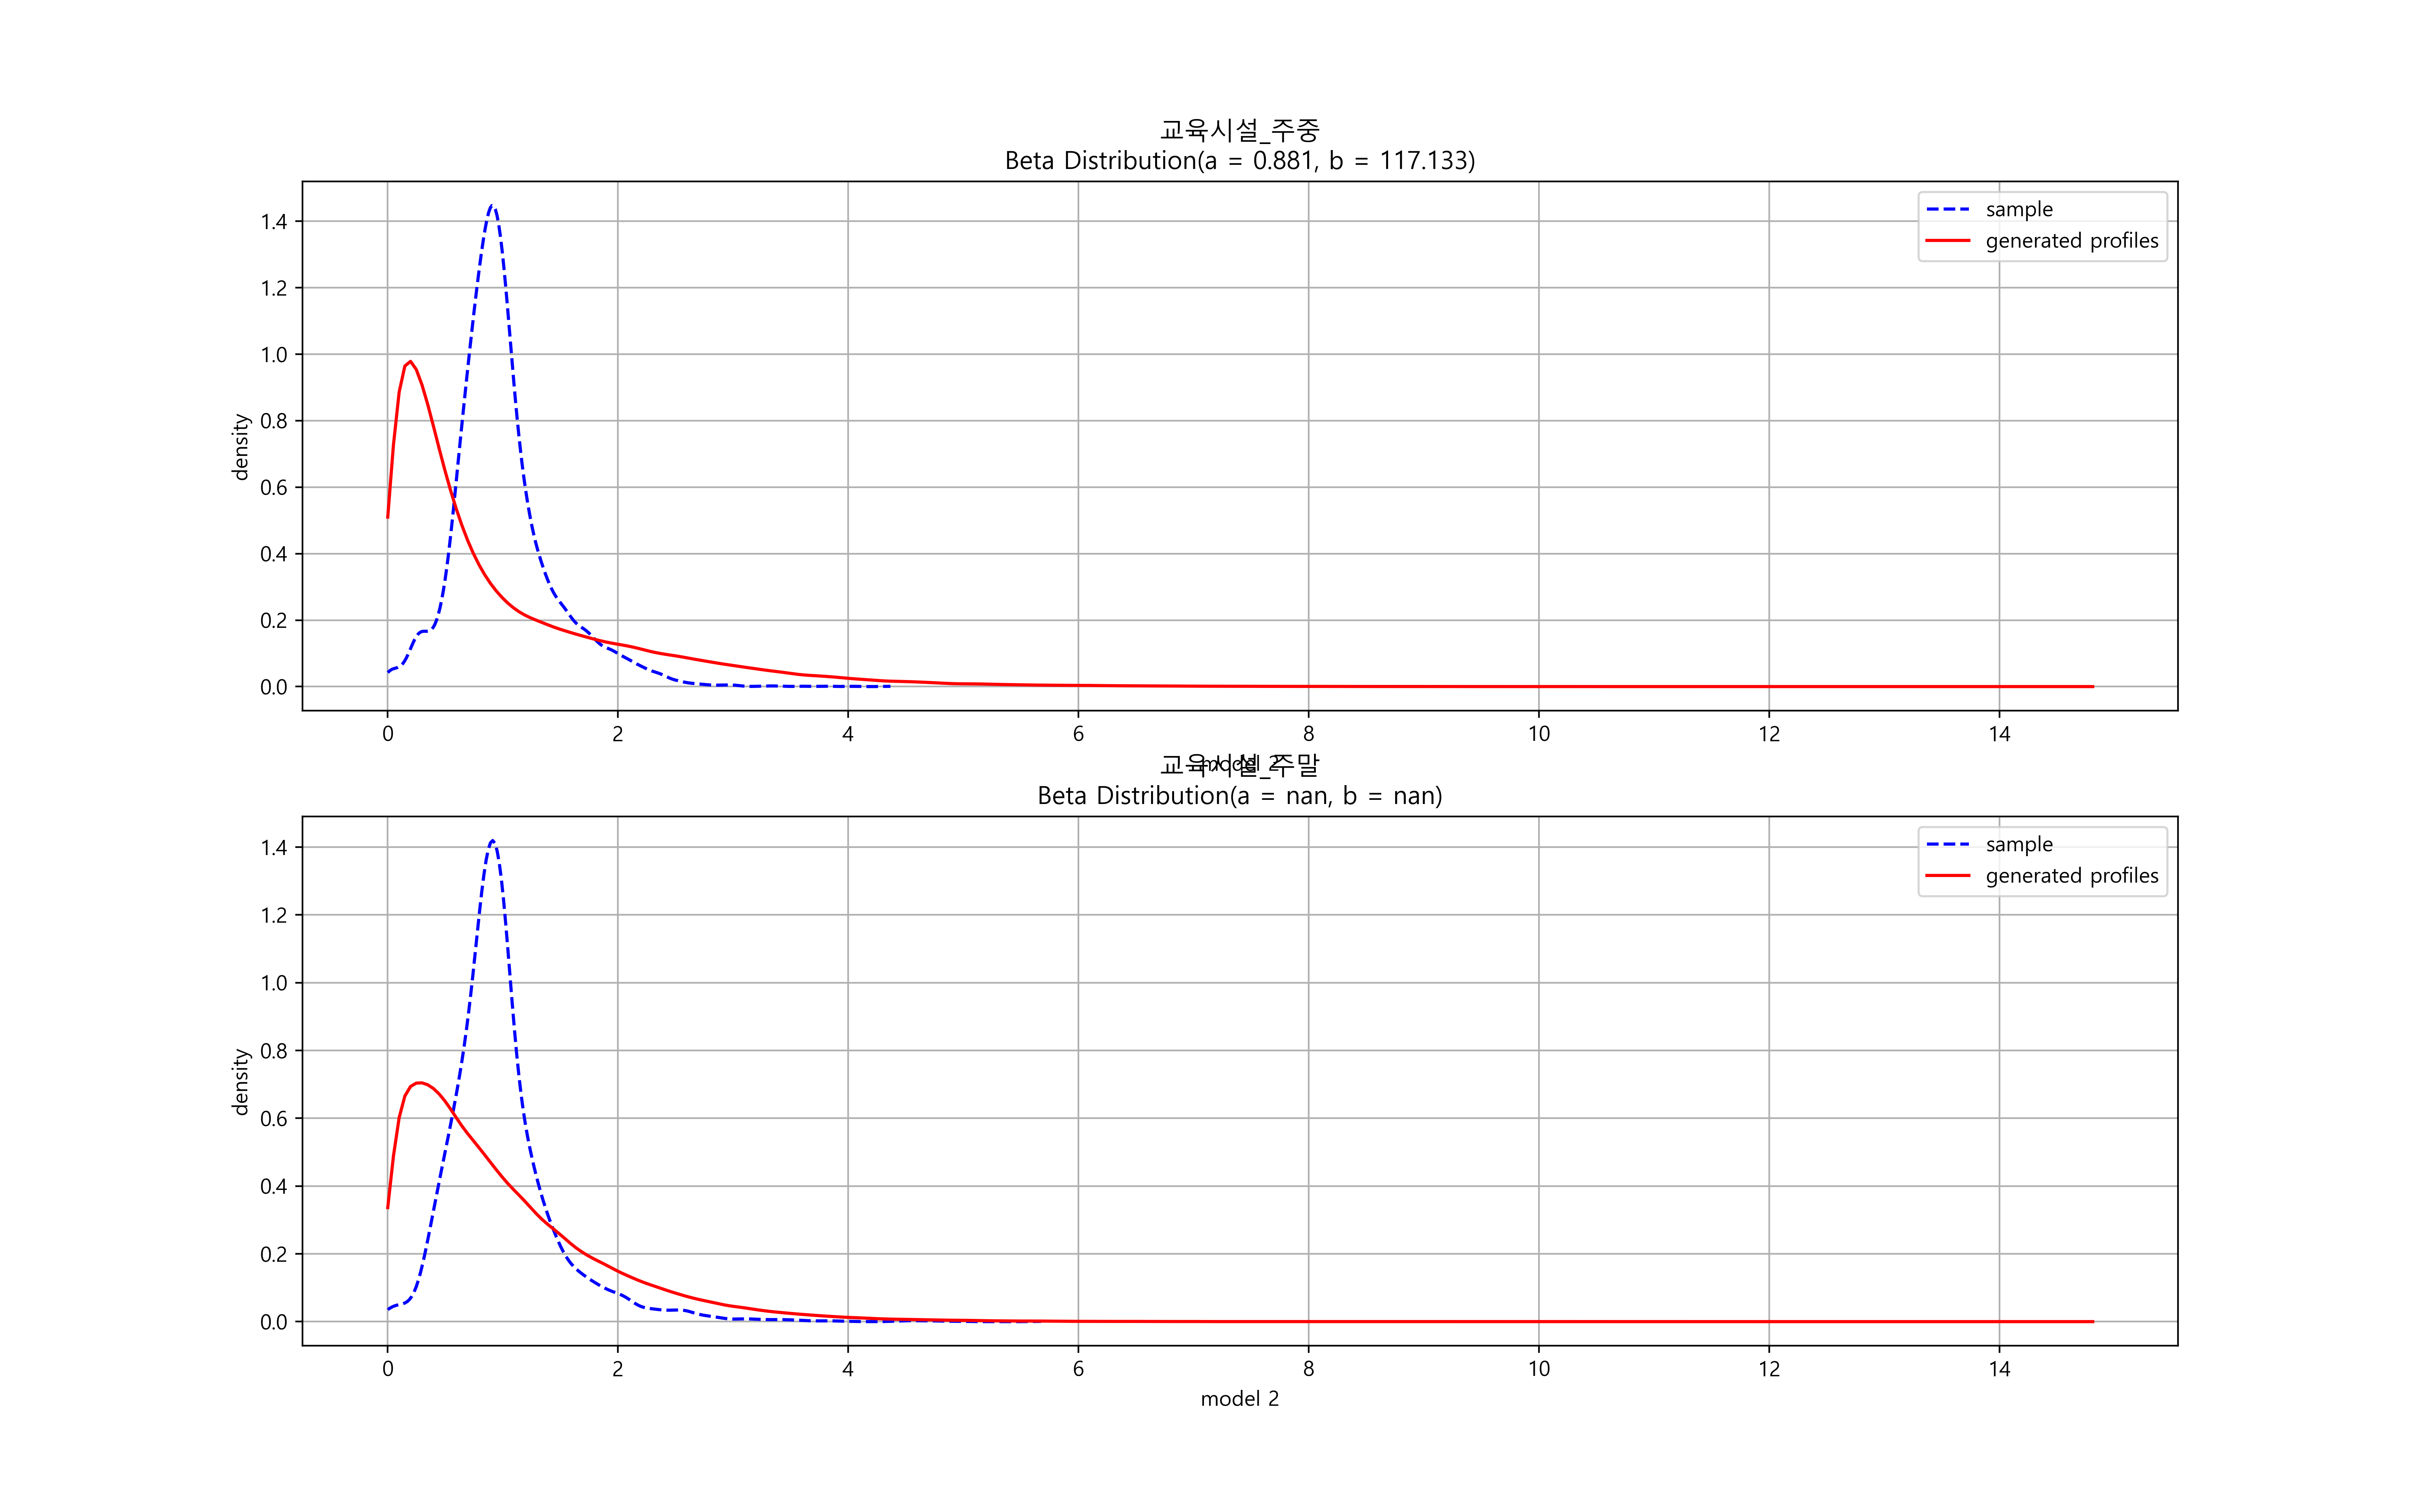 교육시설_주중
Beta Distribution(a = 0.881, b = 117.133)
1.4
1.2
1.0
0.8
0.6
0.4
0.2
0.0
density
sample
generated profiles
0 2 4 6 8 10 12 14
model 2
교육시설_주말
Beta Distribution(a = nan, b = nan)
1.4
1.2
1.0
0.8
0.6
0.4
0.2
0.0
density
sample
generated profiles
0 2 4 6 8 10 12 14
model 2